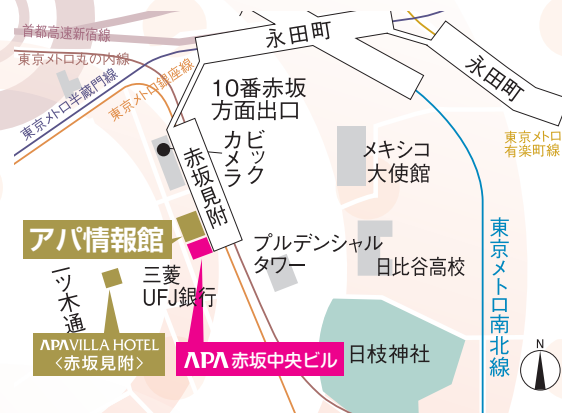 首都高速新宿線
東京メトロ丸の内線
東京メトロ半蔵門線
東京メトロ銀座線
永田町
永田町
10番赤坂
方面出口
ビック
カメラ
赤坂見附
メキシコ
大使館
東京メトロ
有楽町線
アパ情報館
プルデンシャル
タワー
日比谷高校
東京メトロ南北線
一ツ木通
三菱
UFJ銀行
APA VILLA HOTEL
〈赤坂見附〉
APA 赤坂中央ビル
日枝神社
N